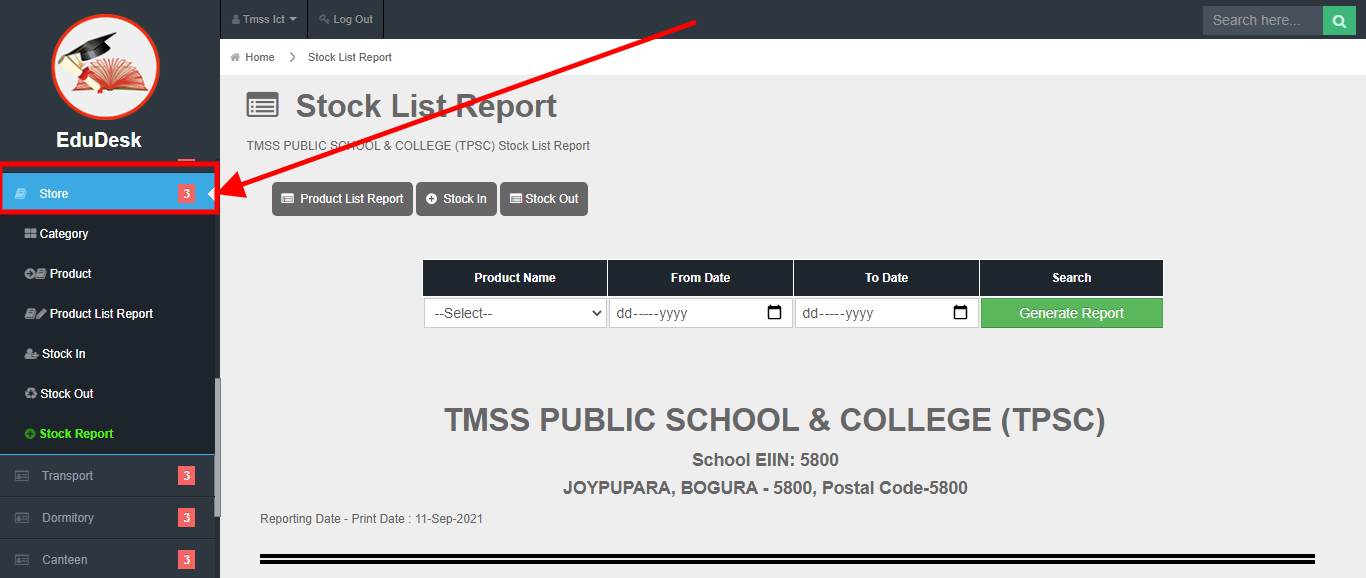 Tmss Ict
Log Out
Search here...
EduDesk
Home
Stock List Report
Stock List Report
TMSS PUBLIC SCHOOL & COLLEGE (TPSC) Stock List Report
Product List Report
Stock In
Stock Out
Store
3
Category
Product
Product List Report
Stock In
Stock Out
Stock Report
Transport
3
Dormitory
3
Canteen
3
Product Name
From Date
To Date
Search
--Select--
dd-----yyyy
dd-----yyyy
Generate Report
TMSS PUBLIC SCHOOL & COLLEGE (TPSC)
School EIIN: 5800
JOYPUPARA, BOGURA - 5800, Postal Code-5800
Reporting Date - Print Date : 11-Sep-2021